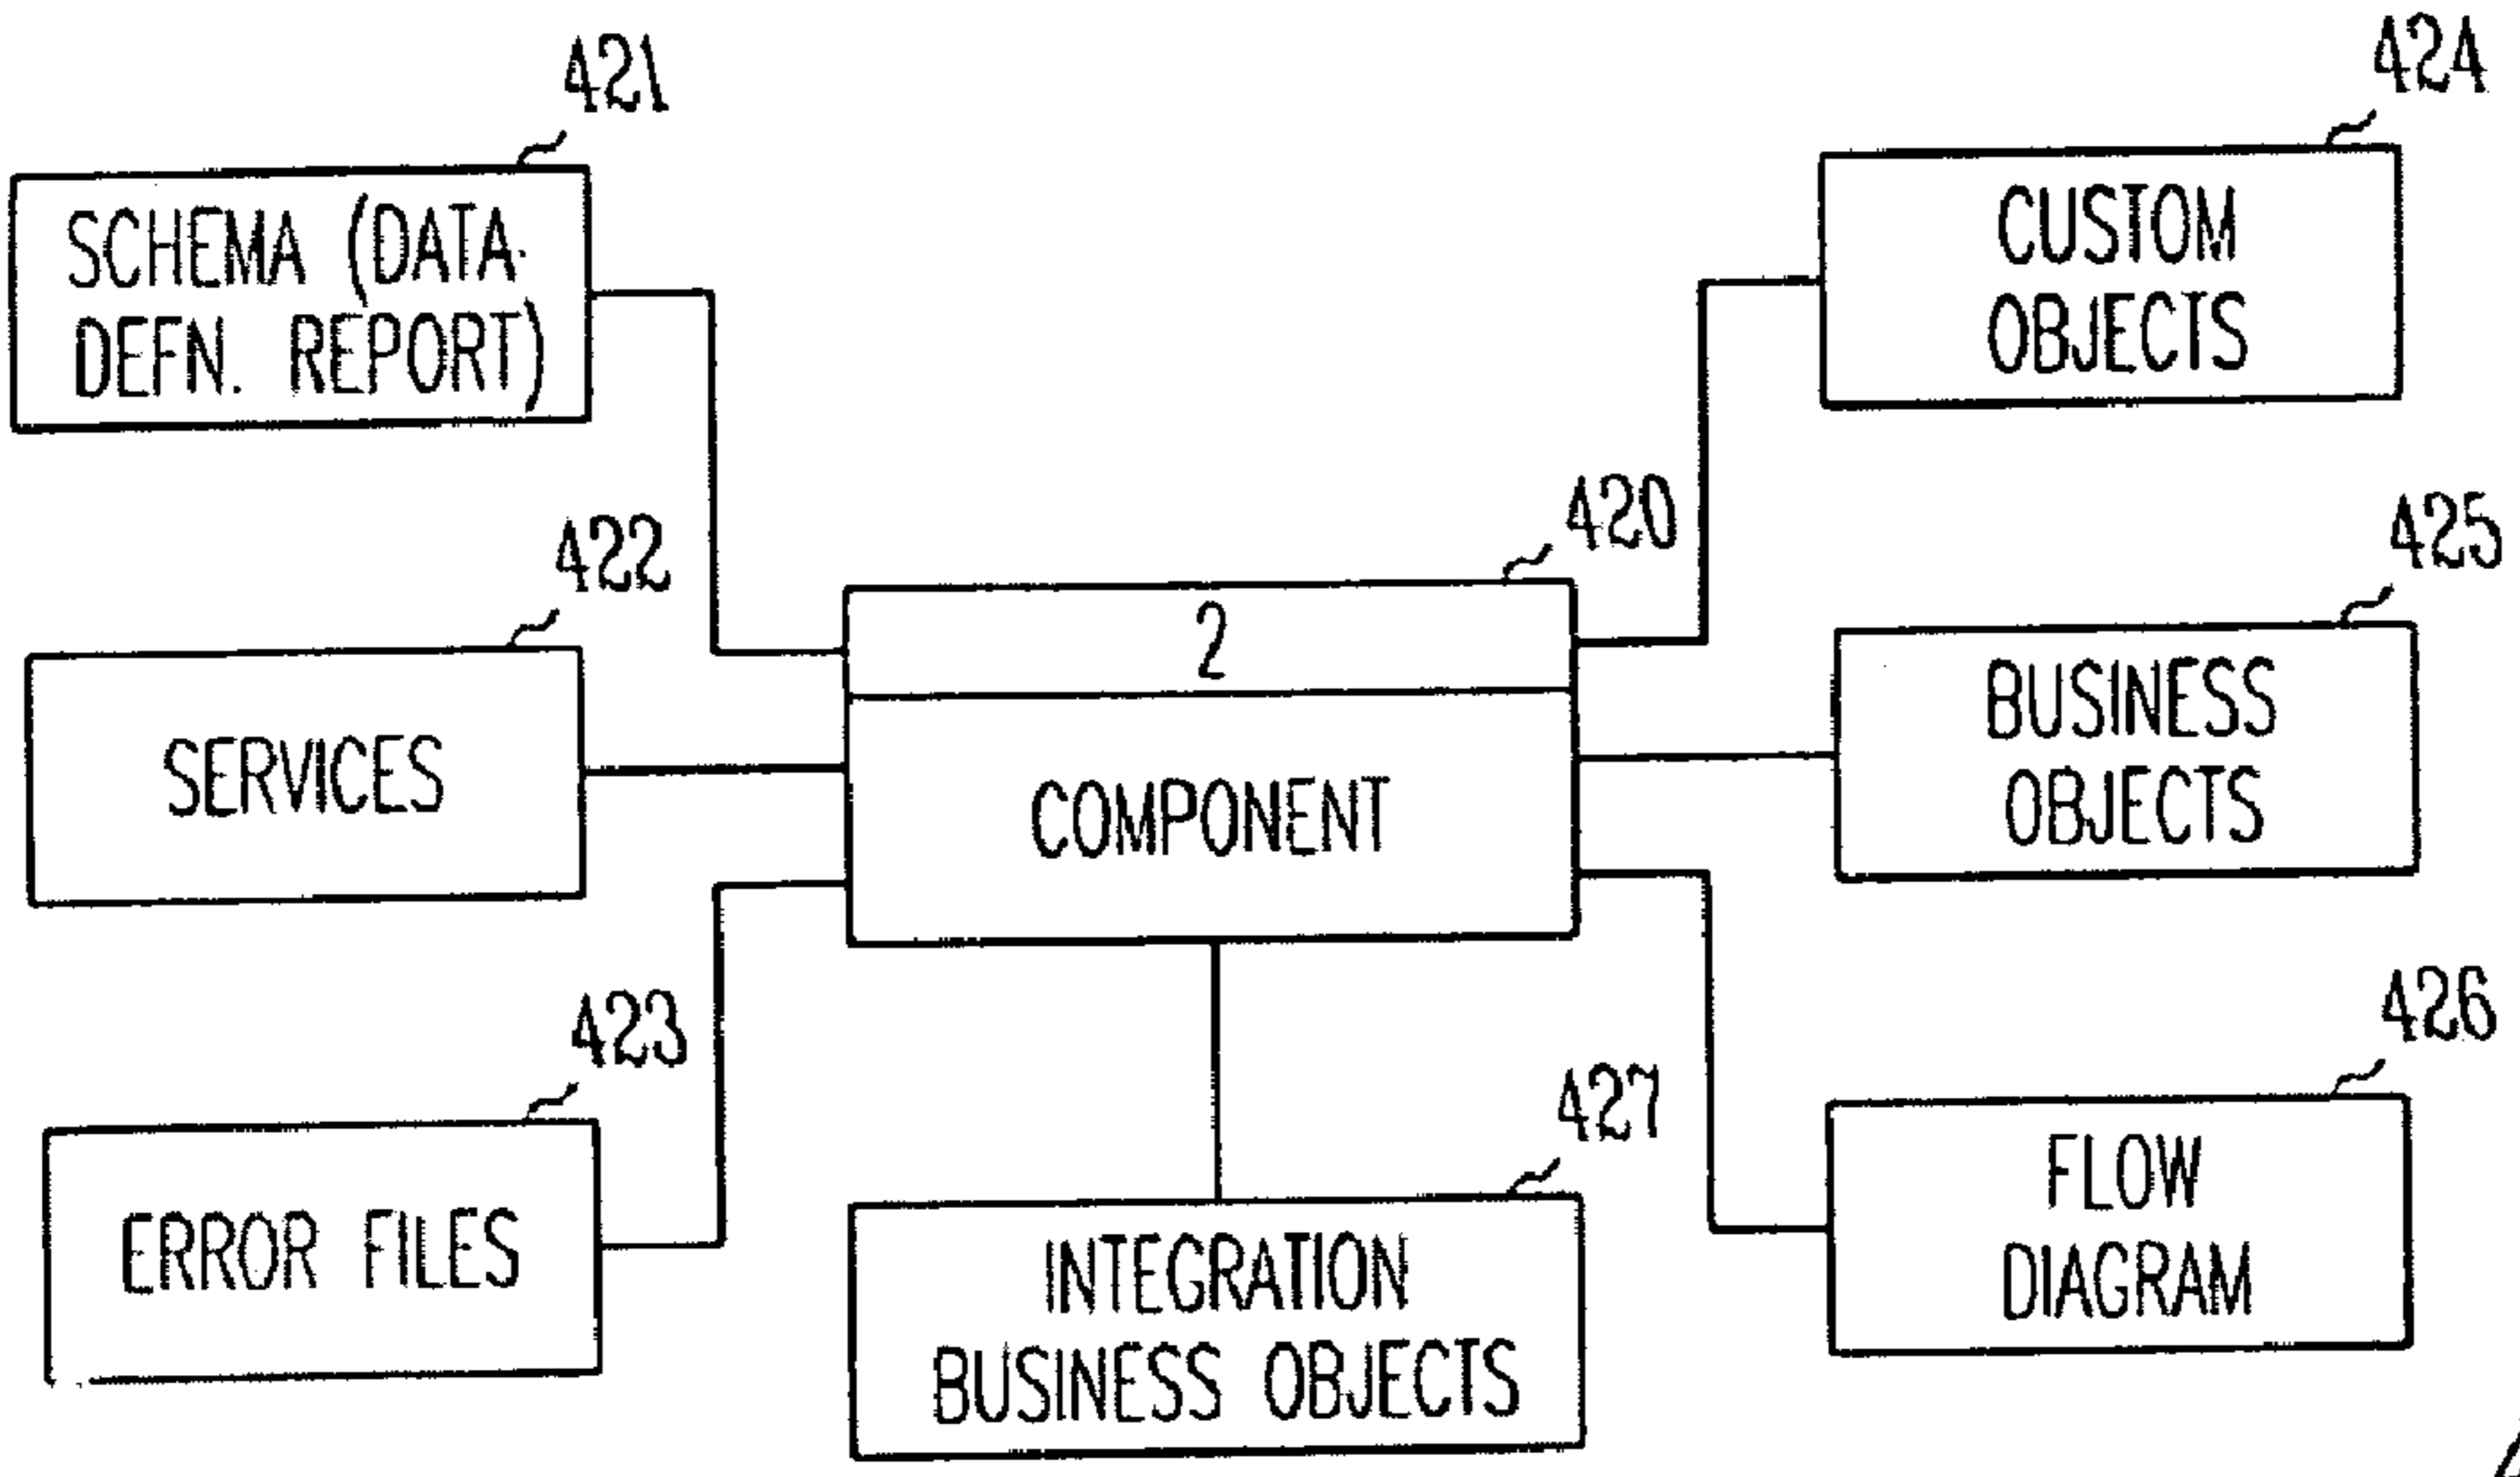 421
SCHEMA (DATA-
DEFN. REPORT)
422
SERVICES
423
ERROR FILES
420
2
COMPONENT
427
INTEGRATION
BUSINESS OBJECTS
424
CUSTOM
OBJECTS
425
BUSINESS
OBJECTS
426
FLOW
DIAGRAM